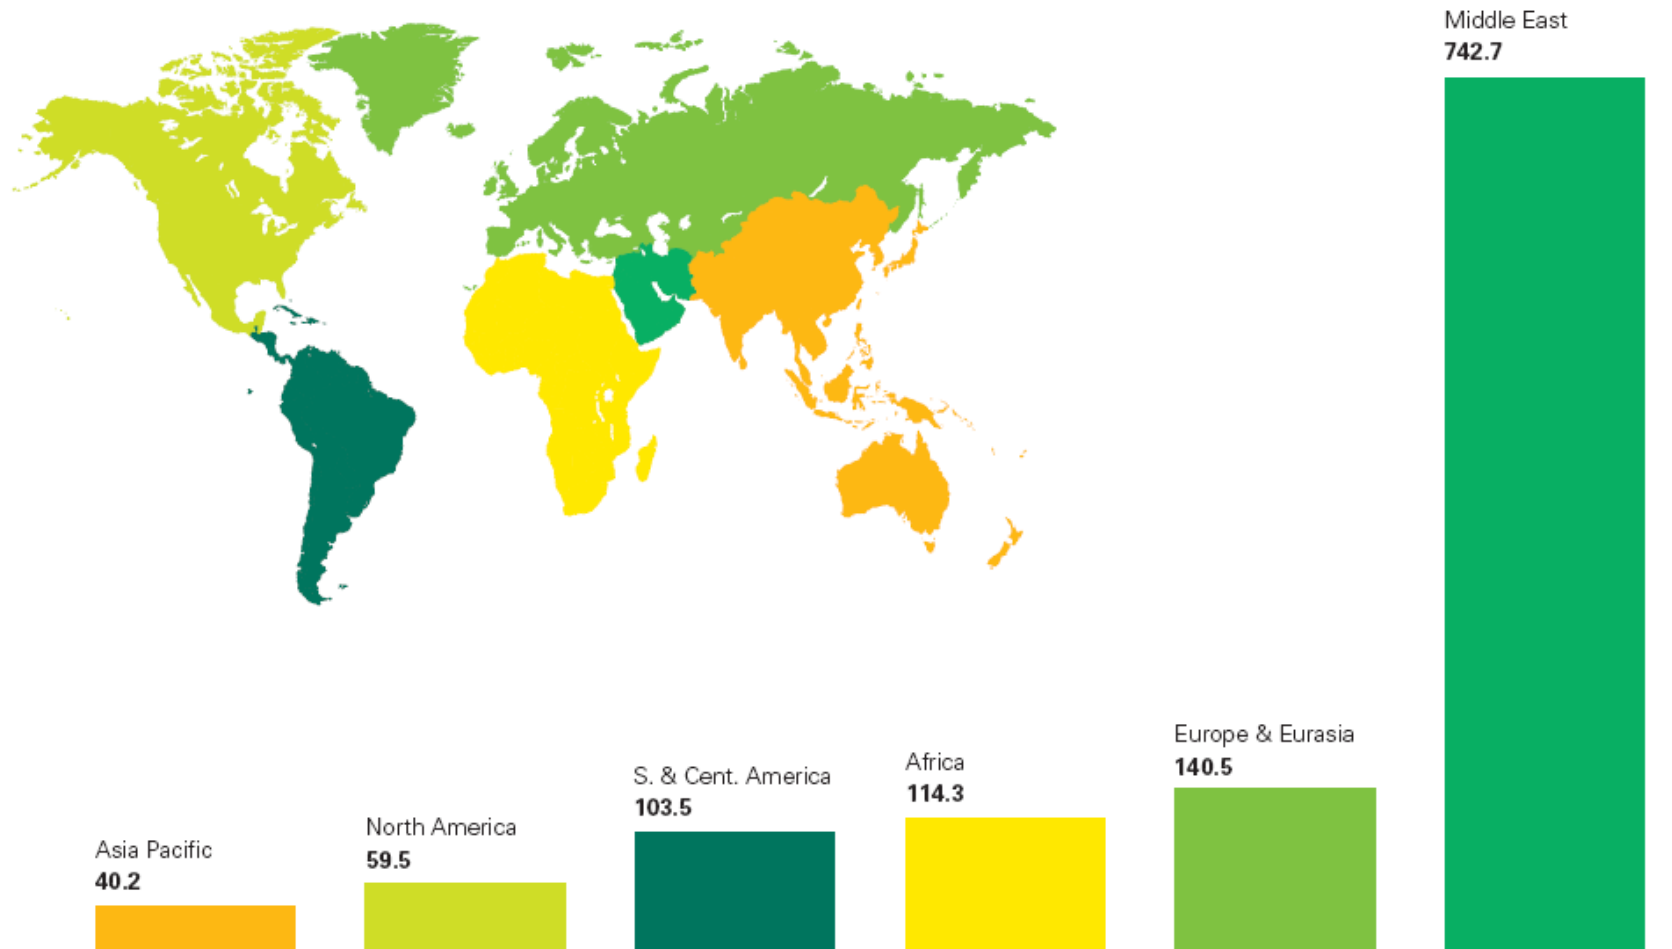 Middle East
742.7
Europe & Eurasia
140.5
Africa
114.3
S. & Cent. America
103.5
North America
59.5
Asia Pacific
40.2